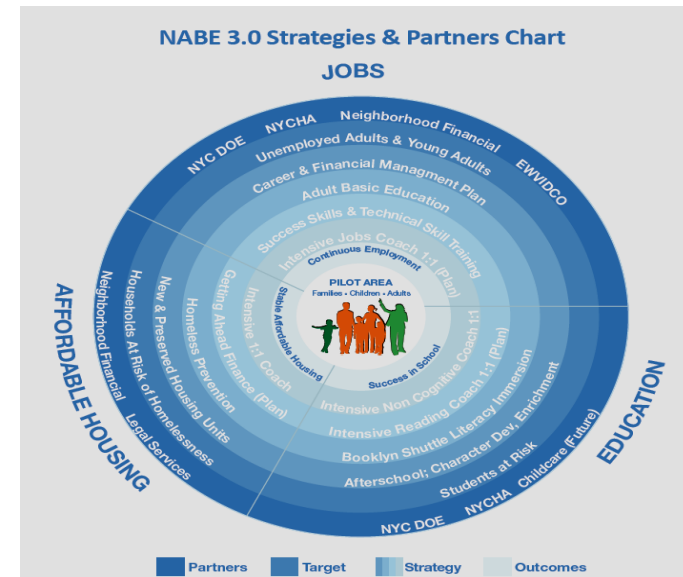 NABE 3.0 Strategies & Partners Chart
JOBS
NYC DOE NYCHA Neighborhood Financial EWVIDCO
Unemployed Adults & Young Adults
Career & Financial Managment Plan
Adult Basic Education
Success Skills & Technical Skill Training
Intensive Jobs Coach 1:1 (Plan)
Continuous Employment
AFFORDABLE HOUSING
Neighborhood Financial Legal Services
Households At Risk of Homelessness
New & Preserved Housing Units
Homeless Prevention
Getting Ahead Finance (Plan)
Intensive 1:1 Coach
Stable Affordable Housing
PILOT AREA
Families • Children • Adults
Success in School
Intensive Non Cognitive Coach 1:1
Intensive Reading Coach 1:1 (Plan)
Booklyn Shuttle Literacy Immersion
Afterschool; Character Dev, Enrichment
Students at Risk
NYC DOE NYCHA Childcare (Future)
EDUCATION
Partners Target Strategy Outcomes